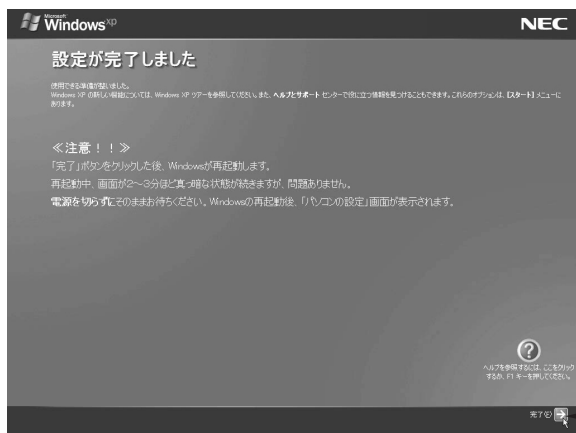 Microsoft
Windows xp
NEC
設定が完了しました
使用できる準備が整いました。
Windows XP の新しい機能については、Windows XP ツアーを参照してください。また、ヘルプとサポート センターで役に立つ情報を見つけることもできます。これらのオプションは、[スタート] メニューに
あります。
≪注意!!≫
「完了」ボタンをクリックした後、Windowsが再起動します。
再起動中、画面が2～3分ほど真っ暗な状態が続きますが、問題ありません。
電源を切らずにそのままお待ちください。Windowsの再起動後、「パソコンの設定」画面が表示されます。
ヘルプを参照するには、ここをクリック
するか、F1 キーを押してください。
完了(F)